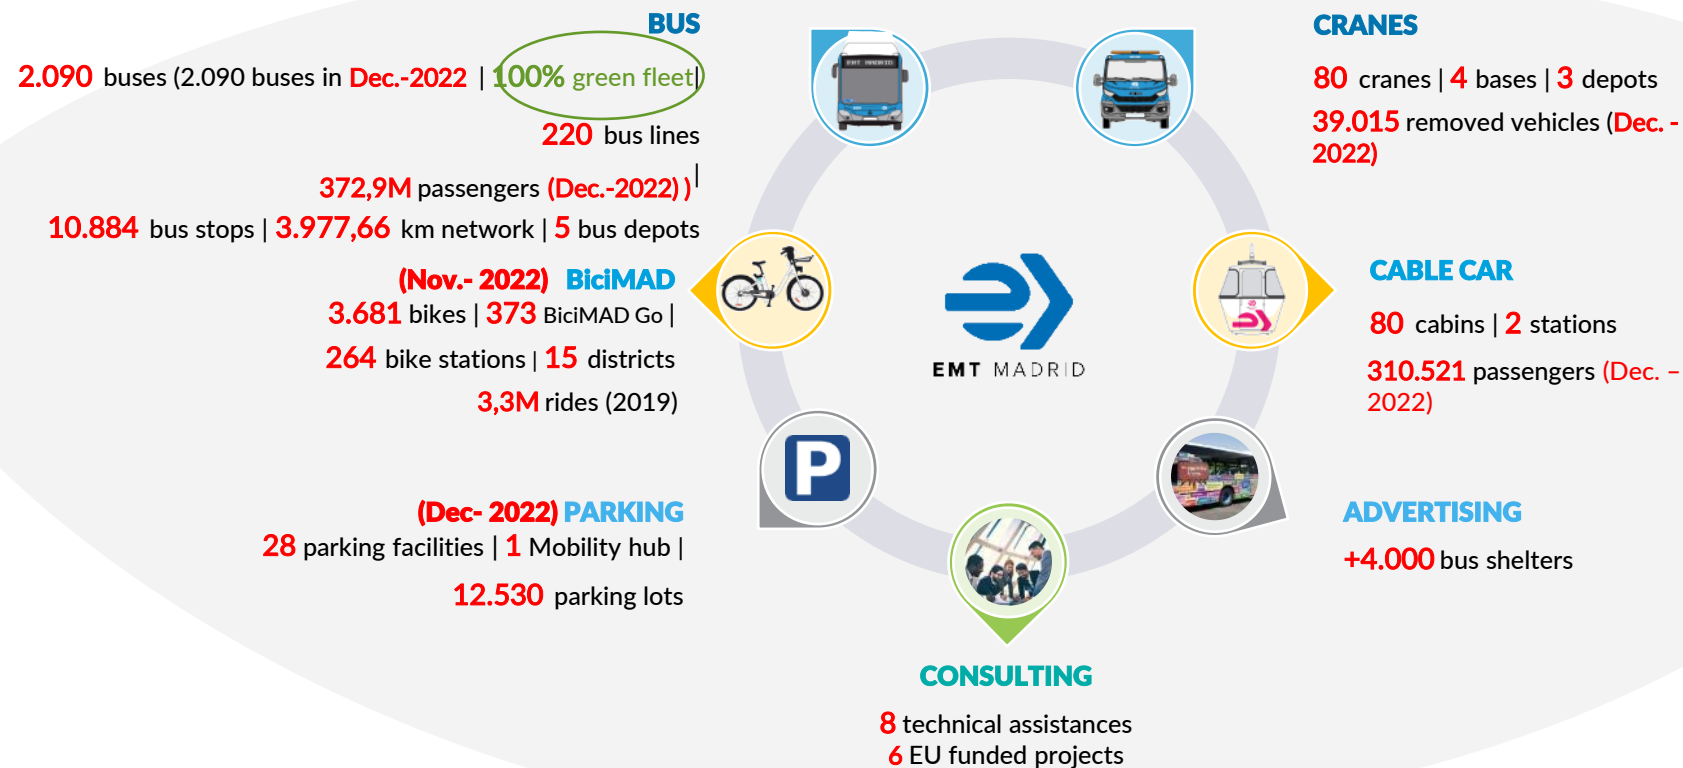 BUS
2.090 buses (2.090 buses in Dec.-2022 | 100% green fleet|
220 bus lines
|
372,9M passengers (Dec.-2022) )
10.884 bus stops | 3.977,66 km network | 5 bus depots
(Nov.- 2022) BiciMAD
3.681 bikes | 373 BiciMAD Go |
264 bike stations | 15 districts
3,3M rides (2019)
(Dec- 2022) PARKING
28 parking facilities | 1 Mobility hub |
12.530 parking lots
EMT MADRID
P
EMT MADRID
CONSULTING
8 technical assistances
6 EU funded projects
CRANES
80 cranes | 4 bases | 3 depots
39.015 removed vehicles (Dec. -
2022)
CABLE CAR
80 cabins | 2 stations
310.521 passengers (Dec. –
2022)
ADVERTISING
+4.000 bus shelters